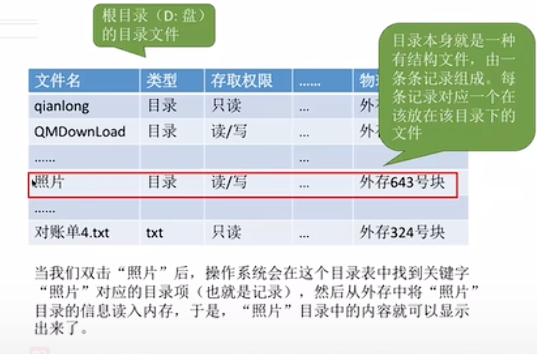 根目录（D: 盘）
的目录文件
目录本身就是一种
有结构文件，由一
条条记录组成。每
条记录对应一个在
该放在该目录下的
文件
文件名 类型 存取权限 …… 物
qianlong 目录 只读 ... 外
QMDownLoad 目录 读/写 ... 外
......
照片 目录 读/写 ... 外存643号块
......
对账单4.txt txt 只读 ... 外存324号块
当我们双击“照片”后，操作系统会在这个目录表中找到关键字
“照片”对应的目录项（也就是记录），然后从外存中将“照片”
目录的信息读入内存，于是，“照片”目录中的内容就可以显示
出来了。